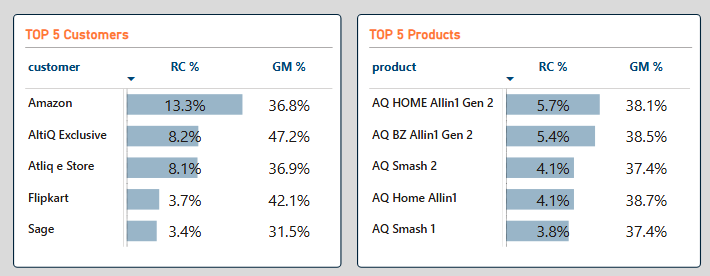 TOP 5 Customers
customer RC % GM %
Amazon 13.3% 36.8%
AltiQ Exclusive 8.2% 47.2%
Atliq e Store 8.1% 36.9%
Flipkart 3.7% 42.1%
Sage 3.4% 31.5%
TOP 5 Products
product RC % GM %
AQ HOME Allin1 Gen 2 5.7% 38.1%
AQ BZ Allin1 Gen 2 5.4% 38.5%
AQ Smash 2 4.1% 37.4%
AQ Home Allin1 4.1% 38.7%
AQ Smash 1 3.8% 37.4%